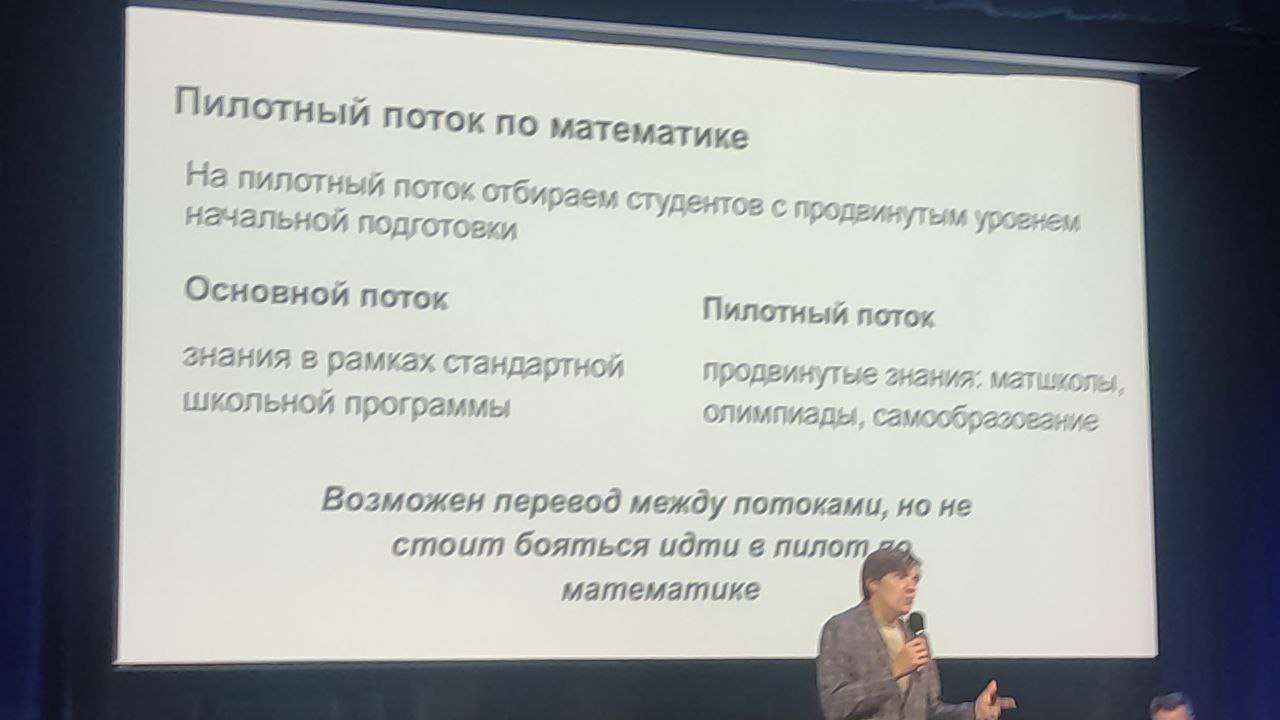 Пилотный поток по математике
На пилотный поток отбираем студентов с продвинутым уровнем
начальной подготовки
Основной поток
знания в рамках стандартной
школьной программы
Пилотный поток
продвинутые знания: матшколы,
олимпиады, самообразование
Возможен перевод между потоками, но не
стоит бояться идти в пилот по
математике